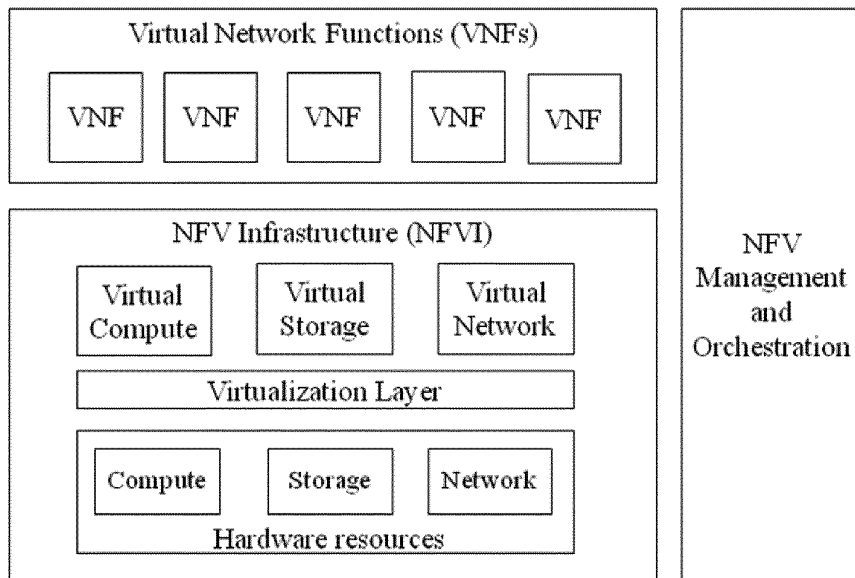 Virtual Network Functions (VNFs)
VNF
VNF
VNF
VNF
VNF
NFV Infrastructure (NFVI)
Virtual
Compute
Virtual
Storage
Virtual
Network
Virtualization Layer
Compute
Storage
Network
Hardware resources
NFV
Management
and
Orchestration